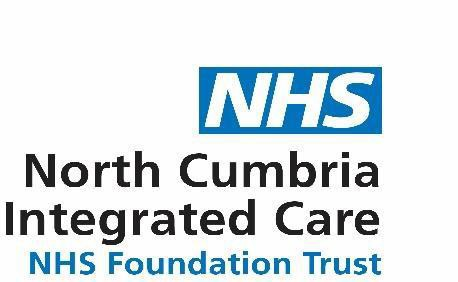 NHS
North Cumbria
Integrated Care
NHS Foundation Trust